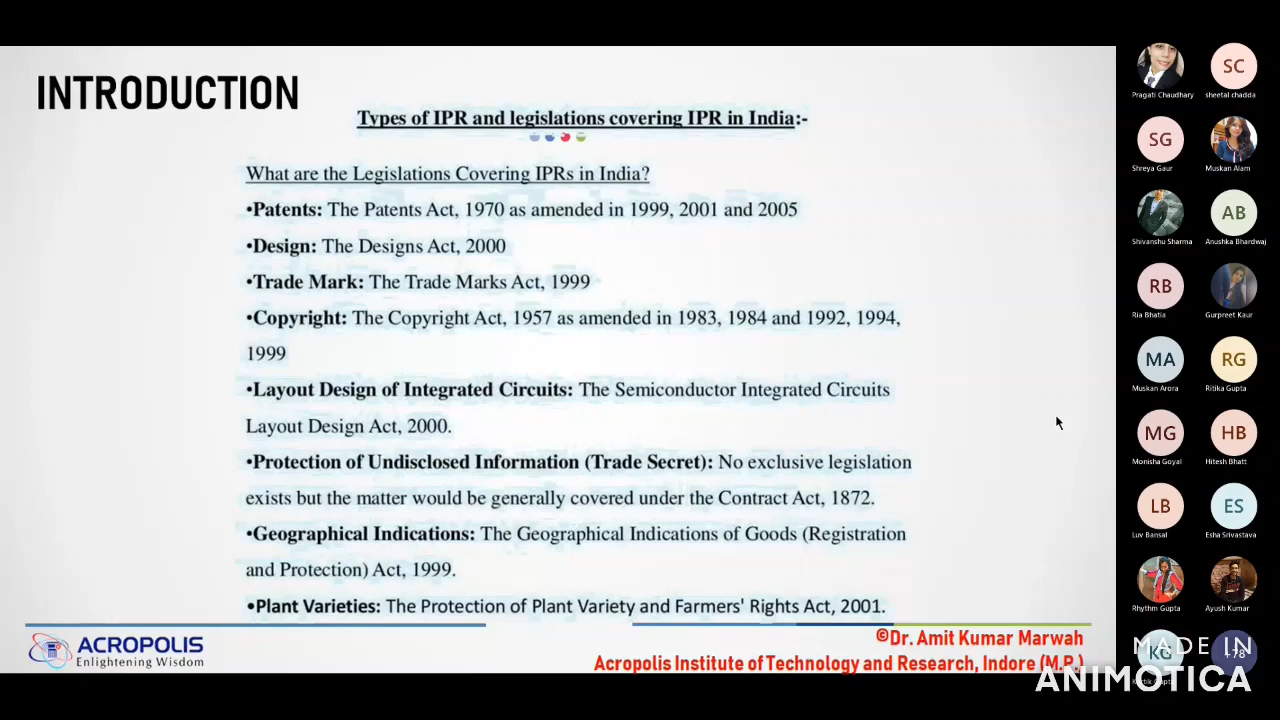 INTRODUCTION
Types of IPR and legislations covering IPR in India:-
What are the Legislations Covering IPRs in India?
•Patents: The Patents Act, 1970 as amended in 1999, 2001 and 2005
•Design: The Designs Act, 2000
•Trade Mark: The Trade Marks Act, 1999
•Copyright: The Copyright Act, 1957 as amended in 1983, 1984 and 1992, 1994,
1999
•Layout Design of Integrated Circuits: The Semiconductor Integrated Circuits
Layout Design Act, 2000.
•Protection of Undisclosed Information (Trade Secret): No exclusive legislation
exists but the matter would be generally covered under the Contract Act, 1872.
•Geographical Indications: The Geographical Indications of Goods (Registration
and Protection) Act, 1999.
•Plant Varieties: The Protection of Plant Variety and Farmers' Rights Act, 2001.
ACROPOLIS
Enlightening Wisdom
©Dr. Amit Kumar Marwah
Acropolis Institute of Technology and Research, Indore (M.P.)
SC
Pragati Chaudhary
sheetal chadda
SG
Shreya Gaur
Muskan Alam
AB
Shivanshu Sharma
Anushka Bhardwaj
RB
Ria Bhatia
Gurpreet Kaur
MA
RG
Muskan Arora
Ritika Gupta
MG
HB
Monisha Goyal
Hitesh Bhatt
LB
ES
Luv Bansal
Esha Srivastava
Rhythm Gupta
Ayush Kumar
KG
+78
MADE IN
ANIMOTICA